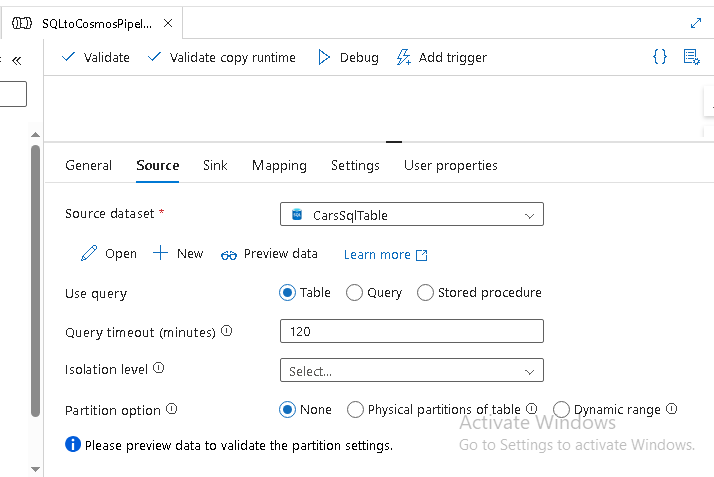 SQLtoCosmosPipel...
Validate Validate copy runtime Debug Add trigger
General Source Sink Mapping Settings User properties
Source dataset * CarsSqlTable
Open New Preview data Learn more
Use query Table Query Stored procedure
Query timeout (minutes) 120
Isolation level Select...
Partition option None Physical partitions of table Dynamic range
Activate Windows
Please preview data to validate the partition settings.
Go to Settings to activate Windows.